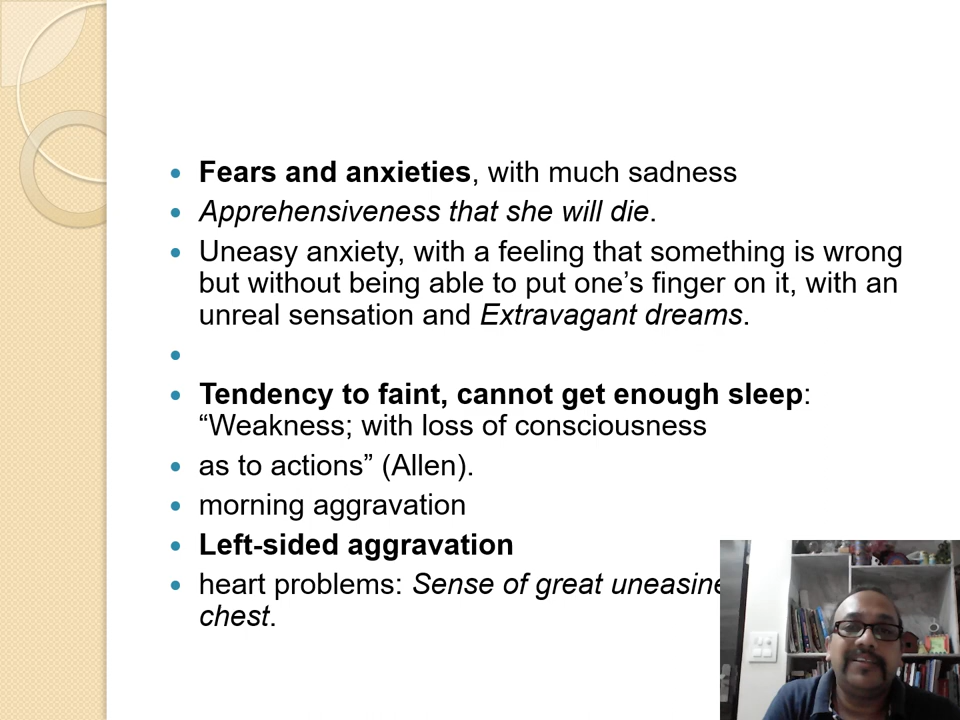 Fears and anxieties, with much sadness
Apprehensiveness that she will die.
Uneasy anxiety, with a feeling that something is wrong
but without being able to put one’s finger on it, with an
unreal sensation and Extravagant dreams.
Tendency to faint, cannot get enough sleep:
“Weakness; with loss of consciousness
as to actions” (Allen).
morning aggravation
Left-sided aggravation
heart problems: Sense of great
chest.